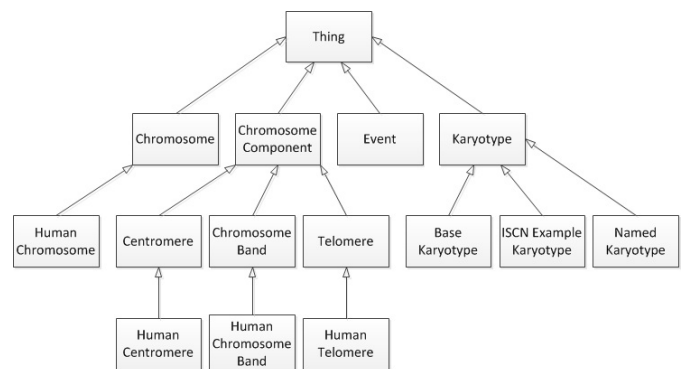 Thing
Chromosome
Chromosome
Component
Event
Karyotype
Human
Chromosome
Centromere
Chromosome
Band
Telomere
Base
Karyotype
ISCN Example
Karyotype
Named
Karyotype
Human
Centromere
Human
Chromosome
Band
Human
Telomere